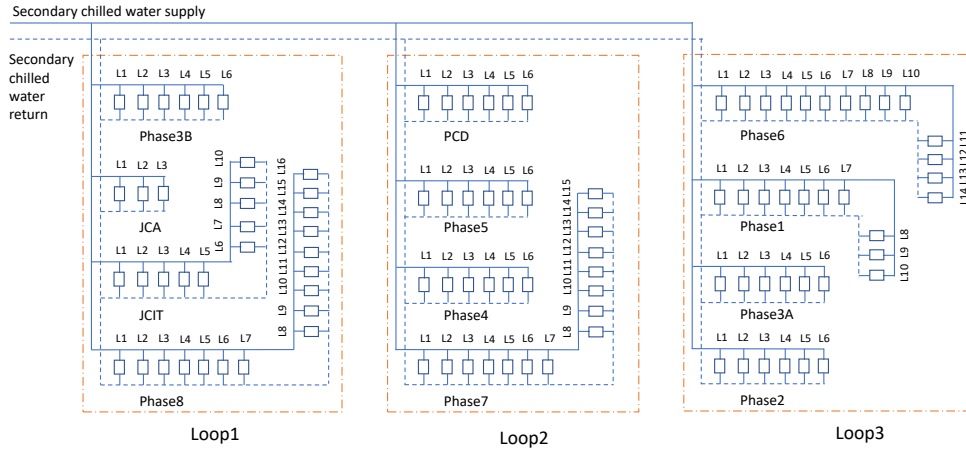 Secondary chilled water supply
Secondary
chilled
water
return
L1 L2 L3 L4 L5 L6
Phase3B
L1 L2 L3
JCA
L10
L9
L8
L7
L6
L1 L2 L3 L4 L5
JCIT
L16
L15
L14
L13
L12
L11
L10
L9
L8
L1 L2 L3 L4 L5 L6 L7
Phase8
Loop1
L1 L2 L3 L4 L5 L6
PCD
L1 L2 L3 L4 L5 L6
Phase5
L1 L2 L3 L4 L5 L6
Phase4
L15
L14
L13
L12
L11
L10
L9
L8
L1 L2 L3 L4 L5 L6 L7
Phase7
Loop2
L1 L2 L3 L4 L5 L6 L7 L8 L9 L10
Phase6
L11
L12
L13
L14
L1 L2 L3 L4 L5 L6 L7
Phase1
L8
L9
L10
L1 L2 L3 L4 L5 L6
Phase3A
L1 L2 L3 L4 L5 L6
Phase2
Loop3